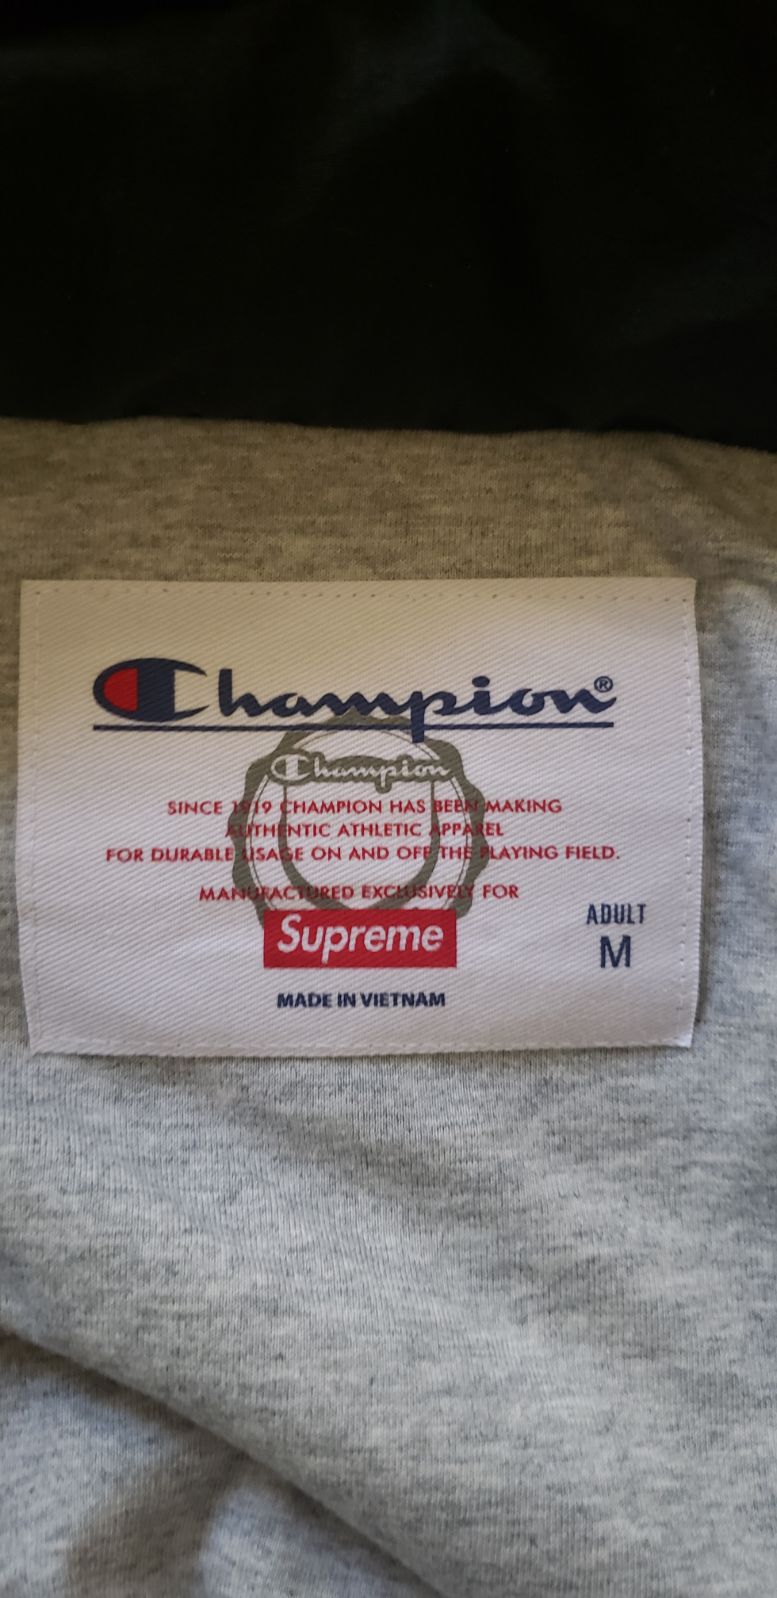 Champion®
Champion
SINCE 1919 CHAMPION HAS BEEN MAKING
AUTHENTIC ATHLETIC APPAREL
FOR DURABLE USAGE ON AND OFF THE PLAYING FIELD.
MANUFACTURED EXCLUSIVELY FOR
Supreme
ADULT
M
MADE IN VIETNAM